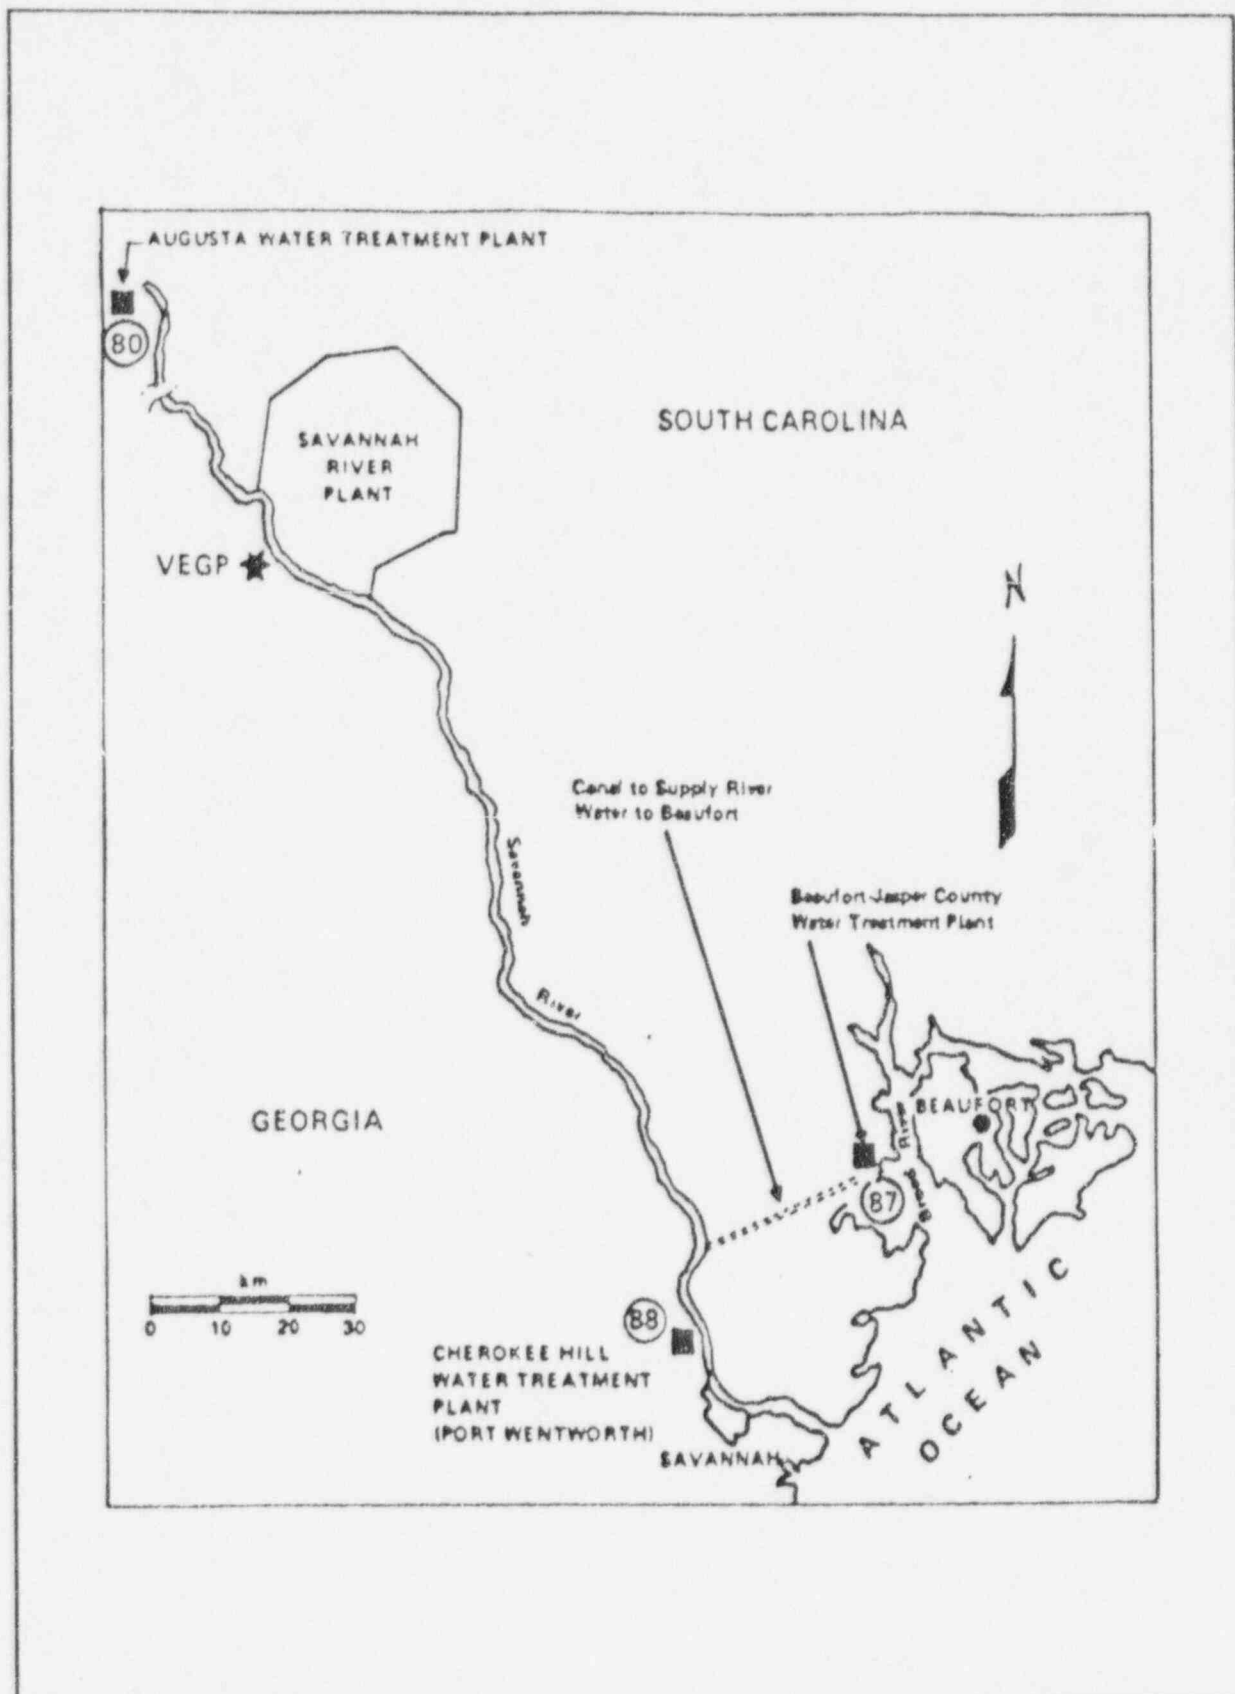 AUGUSTA WATER TREATMENT PLANT
80
SOUTH CAROLINA
SAVANNAH
RIVER
PLANT
VEGP
N
Canal to Supply River
Water to Beaufort
Savannah
River
Beaufort-Jasper County
Water Treatment Plant
BEAUFORT
Broad River
87
GEORGIA
km
0 10 20 30
88
CHEROKEE HILL
WATER TREATMENT
PLANT
(PORT WENTWORTH)
SAVANNAH
ATLANTIC
OCEAN